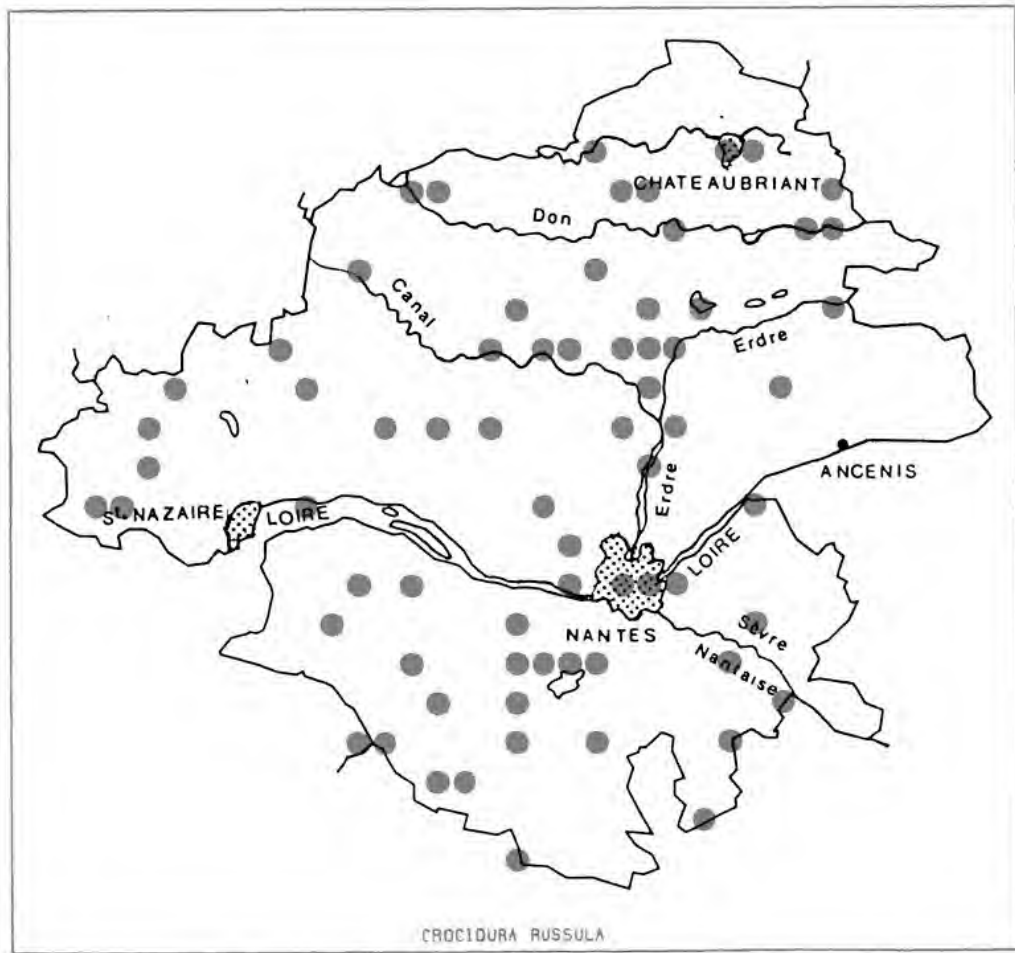 CHATEAUBRIANT
Don
Canal
Erdre
ANCENIS
Erdre
St. NAZAIRE
LOIRE
LOIRE
NANTES
Sèvre
Nantaise
CROCIDURA RUSSULA